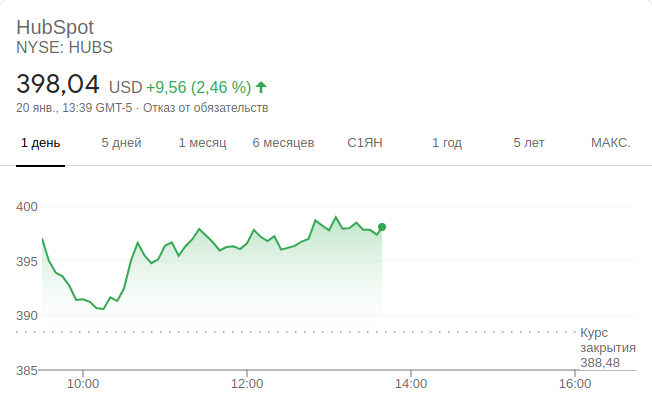 HubSpot
NYSE: HUBS
398,04 USD +9,56 (2,46 %)
20 янв., 13:39 GMT-5 · Отказ от обязательств
1 день 5 дней 1 месяц 6 месяцев С1ЯН 1 год 5 лет МАКС.
400
395
390
Курс
закрытия
388,48
385
10:00 12:00 14:00 16:00